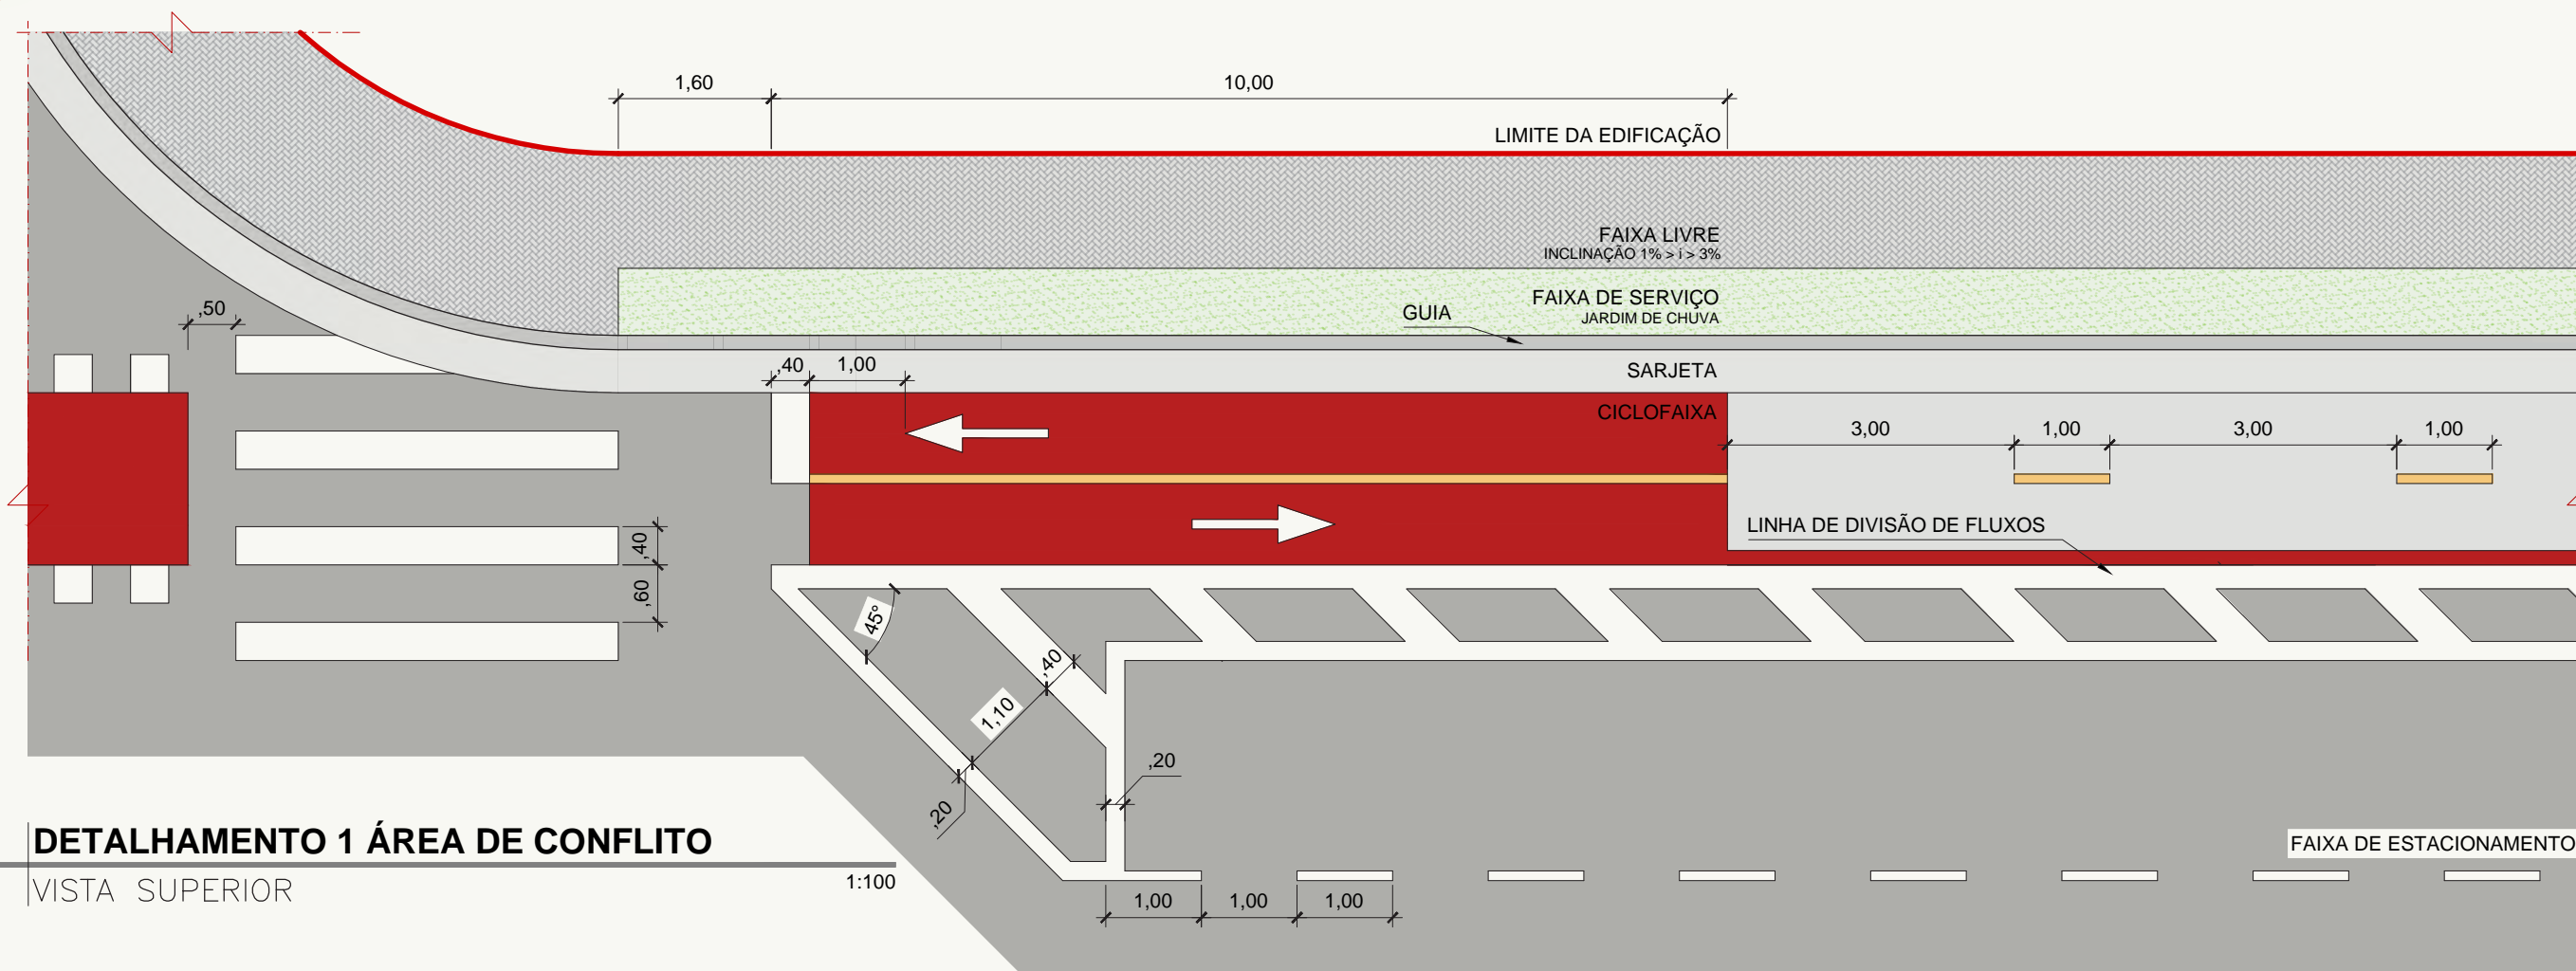 1,60
10,00
LIMITE DA EDIFICAÇÃO
FAIXA LIVRE
INCLINAÇÃO 1% > i > 3%
FAIXA DE SERVIÇO
JARDIM DE CHUVA
GUIA
,50
,40
1,00
SARJETA
CICLOFAIXA
3,00
1,00
3,00
1,00
LINHA DE DIVISÃO DE FLUXOS
,40
,60
45°
,40
1,10
,20
,20
DETALHAMENTO 1 ÁREA DE CONFLITO
VISTA SUPERIOR
1:100
FAIXA DE ESTACIONAMENTO
1,00
1,00
1,00